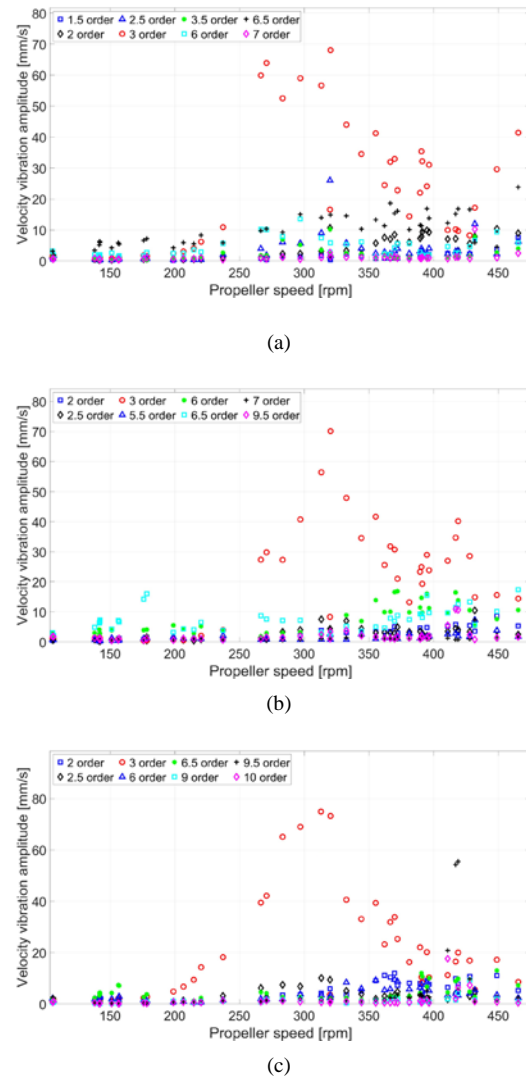 80
1.5 order 2.5 order 3.5 order 6.5 order
2 order 3 order 6 order 7 order
70
60
50
40
30
20
10
0
150 200 250 300 350 400 450
Velocity vibration amplitude [mm/s]
Propeller speed [rpm]
(a)
80
2 order 3 order 6 order 7 order
2.5 order 5.5 order 6.5 order 9.5 order
70
60
50
40
30
20
10
0
150 200 250 300 350 400 450
Velocity vibration amplitude [mm/s]
Propeller speed [rpm]
(b)
2 order 3 order 6.5 order 9.5 order
2.5 order 6 order 9 order 10 order
80
60
40
20
0
150 200 250 300 350 400 450
Velocity vibration amplitude [mm/s]
Propeller speed [rpm]
(c)